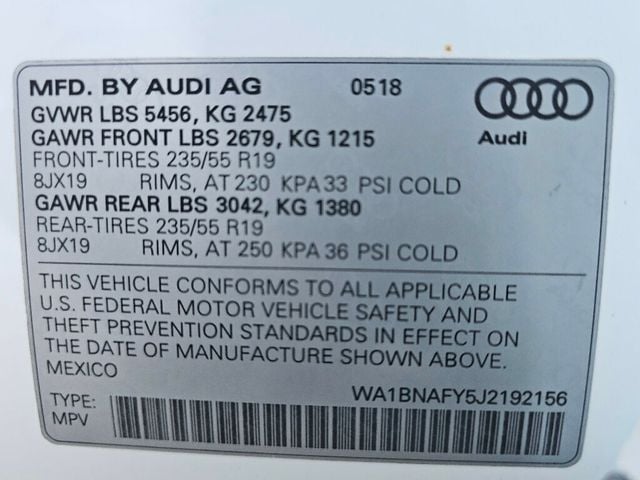 MFD. BY AUDI AG 0518
GVWR LBS 5456, KG 2475
GAWR FRONT LBS 2679, KG 1215
Audi
FRONT-TIRES 235/55 R19
8JX19 RIMS, AT 230 KPA 33 PSI COLD
GAWR REAR LBS 3042, KG 1380
REAR-TIRES 235/55 R19
8JX19 RIMS, AT 250 KPA 36 PSI COLD
THIS VEHICLE CONFORMS TO ALL APPLICABLE
U.S. FEDERAL MOTOR VEHICLE SAFETY AND
THEFT PREVENTION STANDARDS IN EFFECT ON
THE DATE OF MANUFACTURE SHOWN ABOVE.
MEXICO
WA1BNAFY5J2192156
TYPE:
MPV